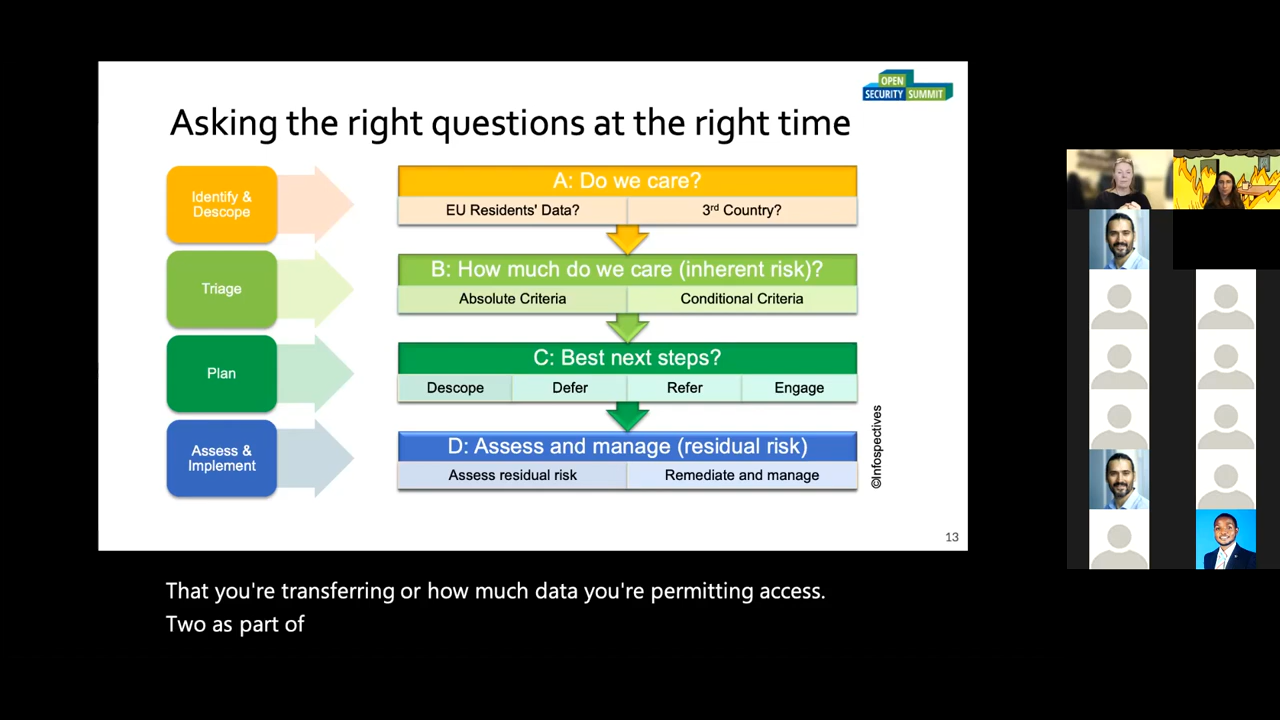 OPEN
SECURITY SUMMIT
Asking the right questions at the right time
Identify &
Descope
A: Do we care?
EU Residents' Data?
3rd Country?
Triage
B: How much do we care (inherent risk)?
Absolute Criteria
Conditional Criteria
Plan
C: Best next steps?
Descope
Defer
Refer
Engage
Assess &
Implement
D: Assess and manage (residual risk)
Assess residual risk
Remediate and manage
©Infospectives
13
That you're transferring or how much data you're permitting access.
Two as part of